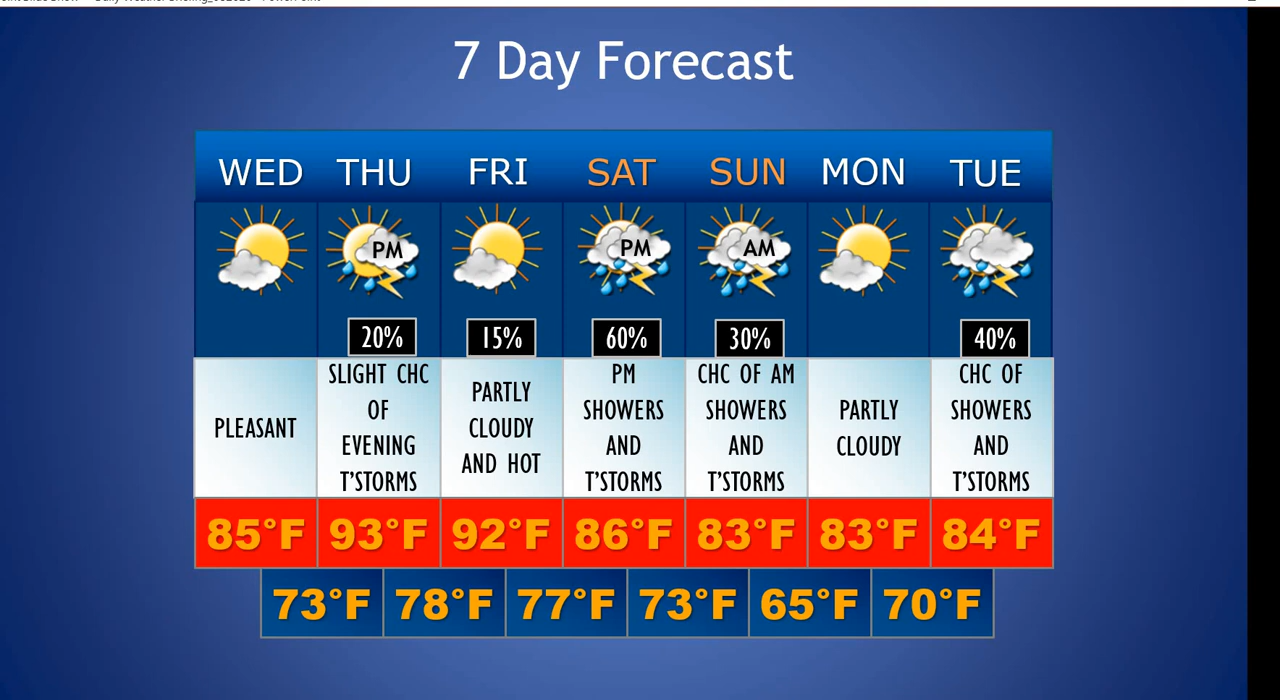 7 Day Forecast
WED THU FRI SAT SUN MON TUE
PM PM AM
20% 15% 60% 30% 40%
PLEASANT
SLIGHT CHC
OF
EVENING
T'STORMS
PARTLY
CLOUDY
AND HOT
PM
SHOWERS
AND
T'STORMS
CHC OF AM
SHOWERS
AND
T'STORMS
PARTLY
CLOUDY
CHC OF
SHOWERS
AND
T'STORMS
85°F 93°F 92°F 86°F 83°F 83°F 84°F
73°F 78°F 77°F 73°F 65°F 70°F